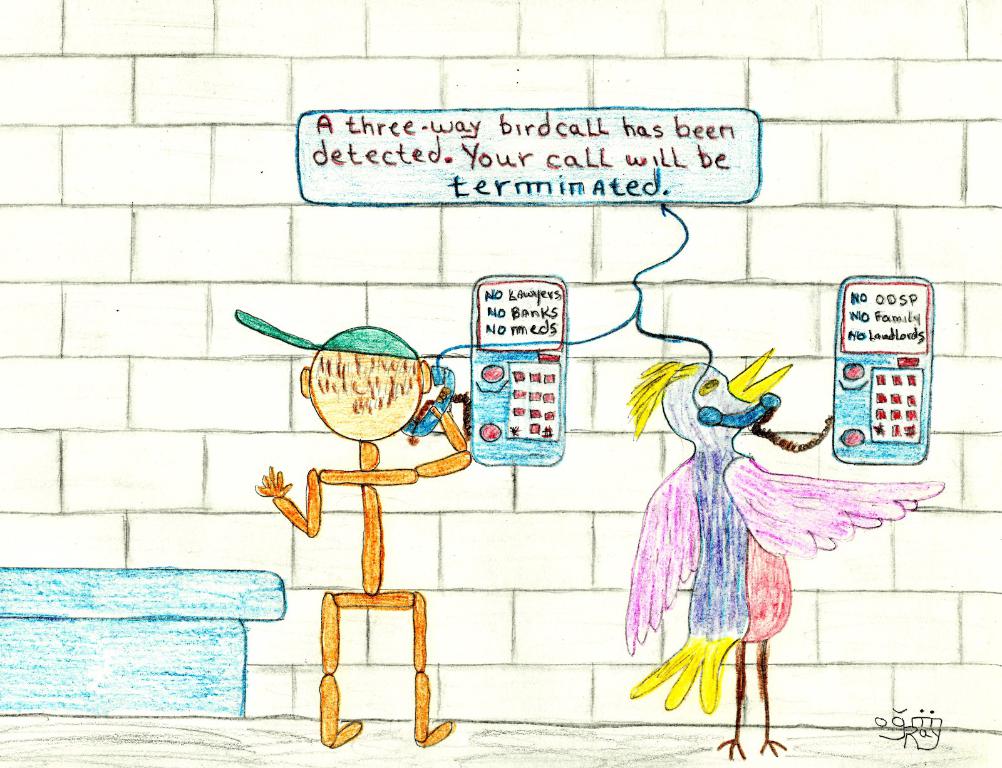 A three-way birdcall has been
detected. Your call will be
terminated.
No Lawyers
No Banks
No meds
No ODSP
No Family
No Landlords
* #
* #
Ray